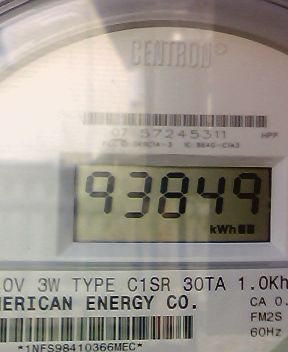 CENTRON®
07 57245311 HPP
93849
kWh
0V 3W TYPE C1SR 30TA 1.0Kh
MERICAN ENERGY CO. CA 0.
FM2S
60Hz
*1NFS98410366MEC*